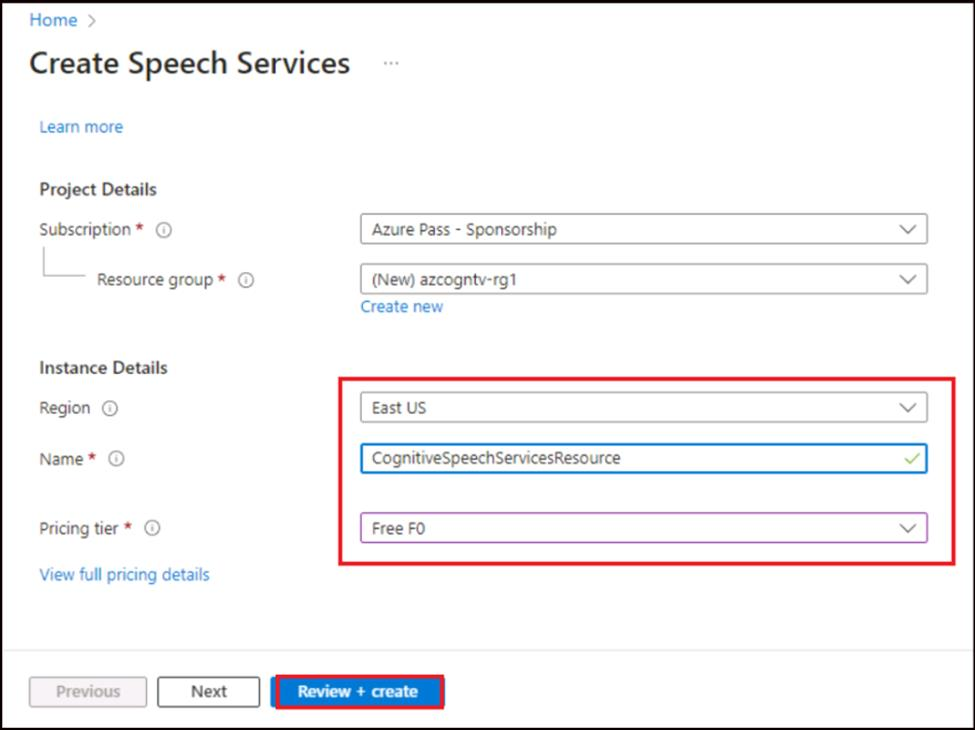 Home >
Create Speech Services ...
Learn more
Project Details
Subscription * Azure Pass - Sponsorship
Resource group * (New) azcogntv-rg1
Create new
Instance Details
Region East US
Name * CognitiveSpeechServicesResource
Pricing tier * Free F0
View full pricing details
Previous Next Review + create